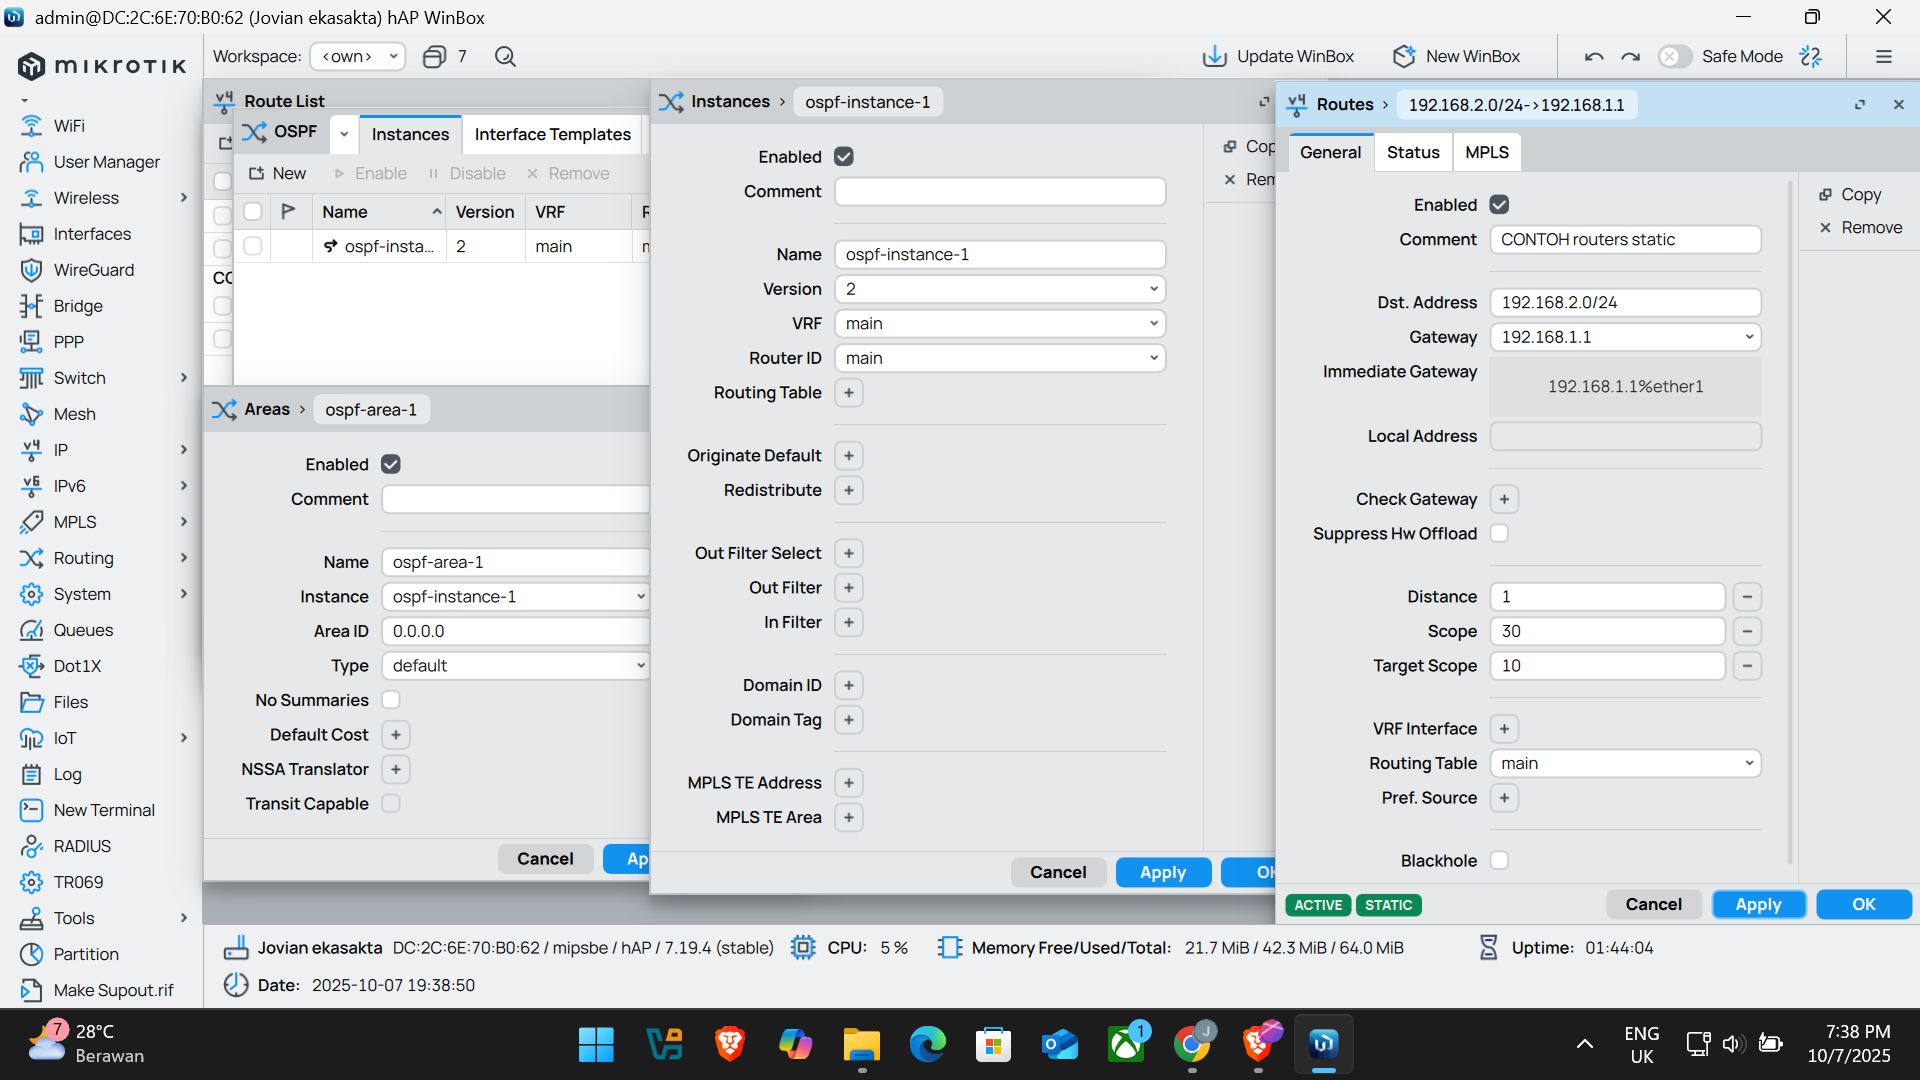 admin@DC:2C:6E:70:B0:62 (Jovian ekasakta) hAP WinBox
mikrotik
Workspace: <own> 7
Update WinBox
New WinBox
Safe Mode
WiFi
User Manager
Wireless
Interfaces
WireGuard
Bridge
PPP
Switch
Mesh
IP
IPv6
MPLS
Routing
System
Queues
Dot1X
Files
IoT
Log
New Terminal
RADIUS
TR069
Tools
Partition
Make Supout.rif
Route List
OSPF
Instances
Interface Templates
New
Enable
Disable
Remove
Name Version VRF R
ospf-insta... 2 main
CO
Areas > ospf-area-1
Enabled
Comment
Name ospf-area-1
Instance ospf-instance-1
Area ID 0.0.0.0
Type default
No Summaries
Default Cost +
NSSA Translator +
Transit Capable
Cancel Ap
Instances > ospf-instance-1
Cop
Rem
Enabled
Comment
Name ospf-instance-1
Version 2
VRF main
Router ID main
Routing Table +
Originate Default +
Redistribute +
Out Filter Select +
Out Filter +
In Filter +
Domain ID +
Domain Tag +
MPLS TE Address +
MPLS TE Area +
Cancel Apply OK
Routes > 192.168.2.0/24->192.168.1.1
General Status MPLS
Copy
Remove
Enabled
Comment CONTOH routers static
Dst. Address 192.168.2.0/24
Gateway 192.168.1.1
Immediate Gateway 192.168.1.1%ether1
Local Address
Check Gateway +
Suppress Hw Offload
Distance 1 −
Scope 30 −
Target Scope 10 −
VRF Interface +
Routing Table main
Pref. Source +
Blackhole
ACTIVE STATIC
Cancel Apply OK
Jovian ekasakta DC:2C:6E:70:B0:62 / mipsbe / hAP / 7.19.4 (stable) CPU: 5 % Memory Free/Used/Total: 21.7 MiB / 42.3 MiB / 64.0 MiB Uptime: 01:44:04
Date: 2025-10-07 19:38:50
7
28°C
Berawan
1
J
ENG
UK
7:38 PM
10/7/2025